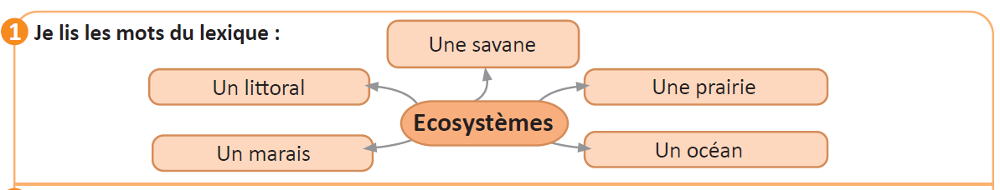 1 Je lis les mots du lexique :
Une savane
Un littoral
Une prairie
Ecosystèmes
Un marais
Un océan